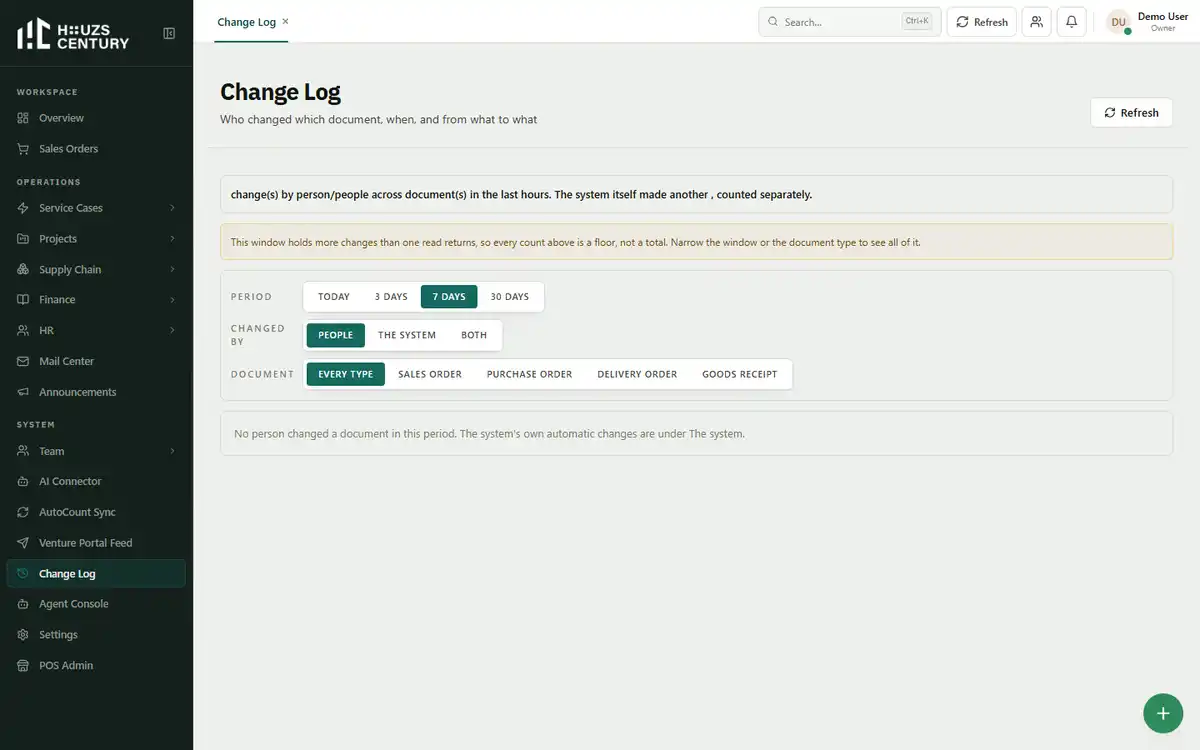 HOUZS
CENTURY
Change Log
Search...
Ctrl+K
Refresh
DU
Demo User
Owner
WORKSPACE
Overview
Sales Orders
OPERATIONS
Service Cases
Projects
Supply Chain
Finance
HR
Mail Center
Announcements
SYSTEM
Team
AI Connector
AutoCount Sync
Venture Portal Feed
Change Log
Agent Console
Settings
POS Admin
Change Log
Who changed which document, when, and from what to what
Refresh
change(s) by person/people across document(s) in the last hours. The system itself made another , counted separately.
This window holds more changes than one read returns, so every count above is a floor, not a total. Narrow the window or the document type to see all of it.
PERIOD
TODAY 3 DAYS 7 DAYS 30 DAYS
CHANGED
BY
PEOPLE THE SYSTEM BOTH
DOCUMENT
EVERY TYPE SALES ORDER PURCHASE ORDER DELIVERY ORDER GOODS RECEIPT
No person changed a document in this period. The system's own automatic changes are under The system.